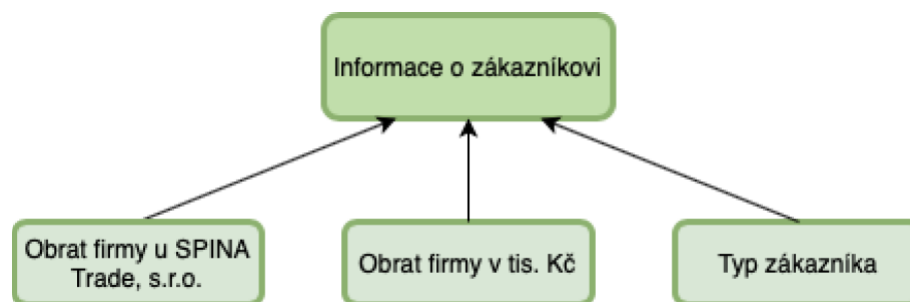 Informace o zákazníkovi
Obrat firmy u SPINA
Trade, s.r.o.
Obrat firmy v tis. Kč
Typ zákazníka